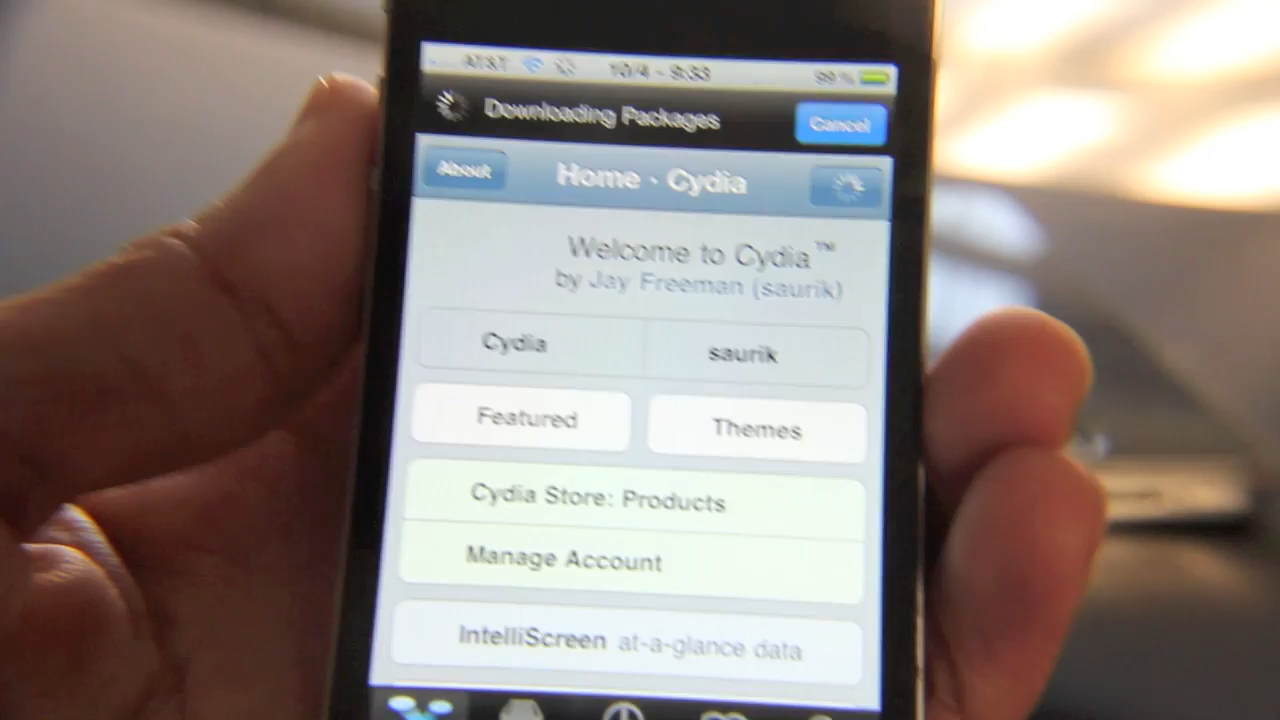 AT&T 10/4 - 9:33 99%
Downloading Packages Cancel
About Home · Cydia
Welcome to Cydia™
by Jay Freeman (saurik)
Cydia saurik
Featured Themes
Cydia Store: Products
Manage Account
IntelliScreen at-a-glance data